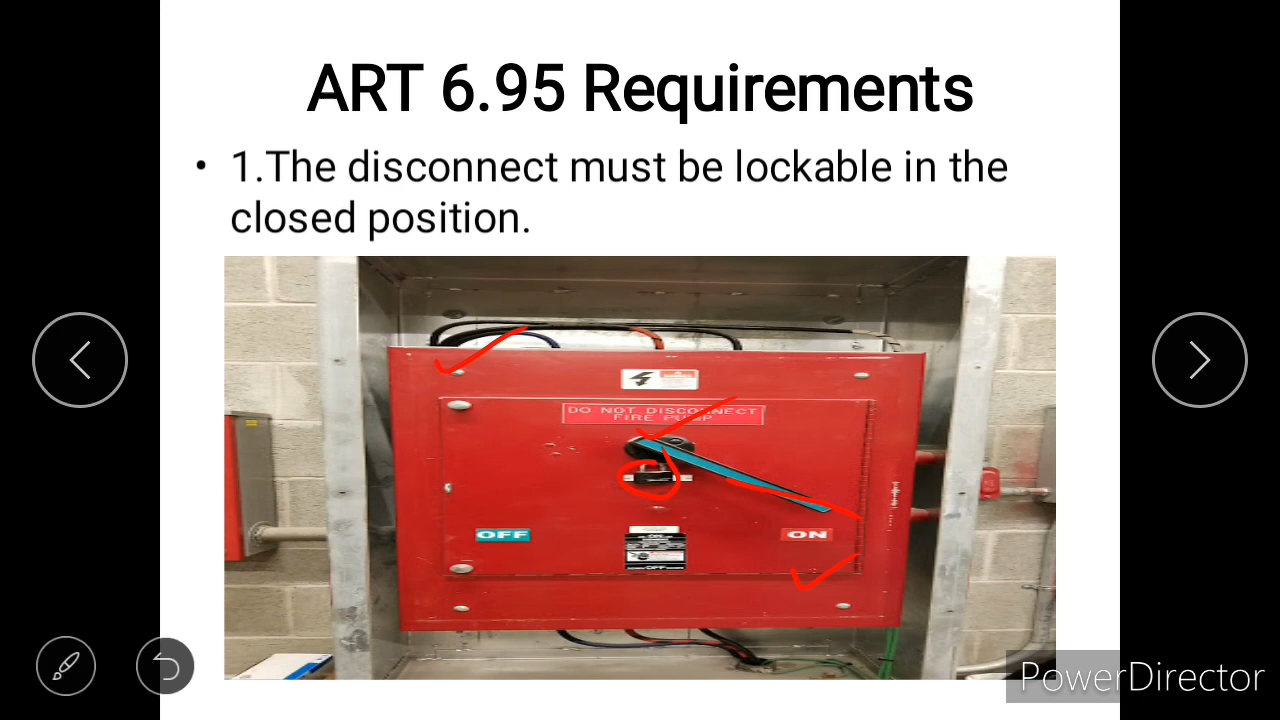 ART 6.95 Requirements
• 1.The disconnect must be lockable in the
closed position.
DO NOT DISCONNECT
FIRE PUMP
OFF
ON
PowerDirector